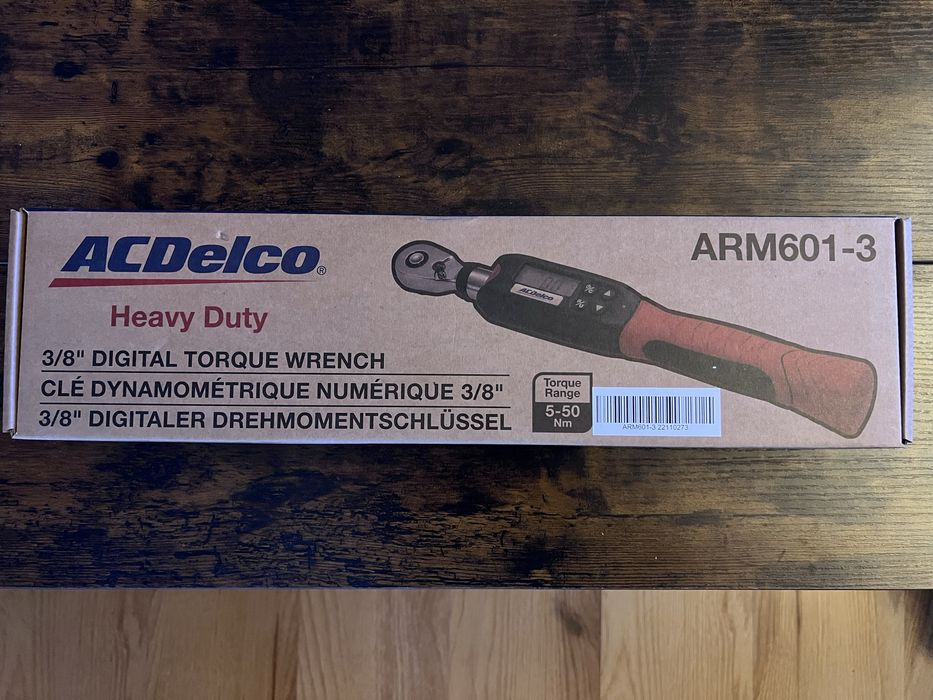 ACDelco®
Heavy Duty
3/8" DIGITAL TORQUE WRENCH
CLÉ DYNAMOMÉTRIQUE NUMÉRIQUE 3/8"
3/8" DIGITALER DREHMOMENTSCHLÜSSEL
ACDelco
ARM601-3
Torque
Range
5-50
Nm
ARM601-3 22110273